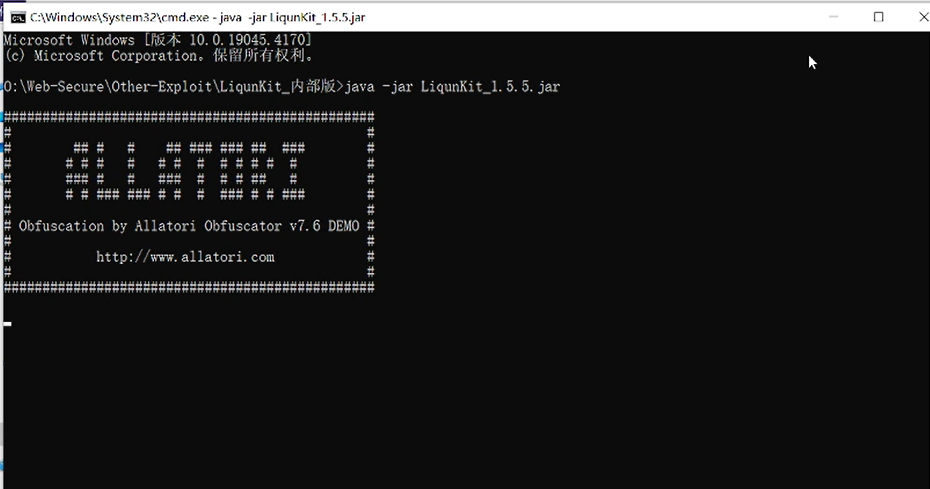 C:\Windows\System32\cmd.exe - java -jar LiqunKit_1.5.5.jar
Microsoft Windows [版本 10.0.19045.4170]
(c) Microsoft Corporation。保留所有权利。
O:\Web-Secure\Other-Exploit\LiqunKit_内部版>java -jar LiqunKit_1.5.5.jar
################################################
#                                              #
#        ## #   #    ## ### ### ##  ###        #
#       # # #   #   # #  #  # # # #  #         #
#       ### #   #   ###  #  # # ##   #         #
#       # # ### ### # #  #  ### # # ###        #
#                                              #
# Obfuscation by Allatori Obfuscator v7.6 DEMO #
#                                              #
#           http://www.allatori.com            #
#                                              #
################################################